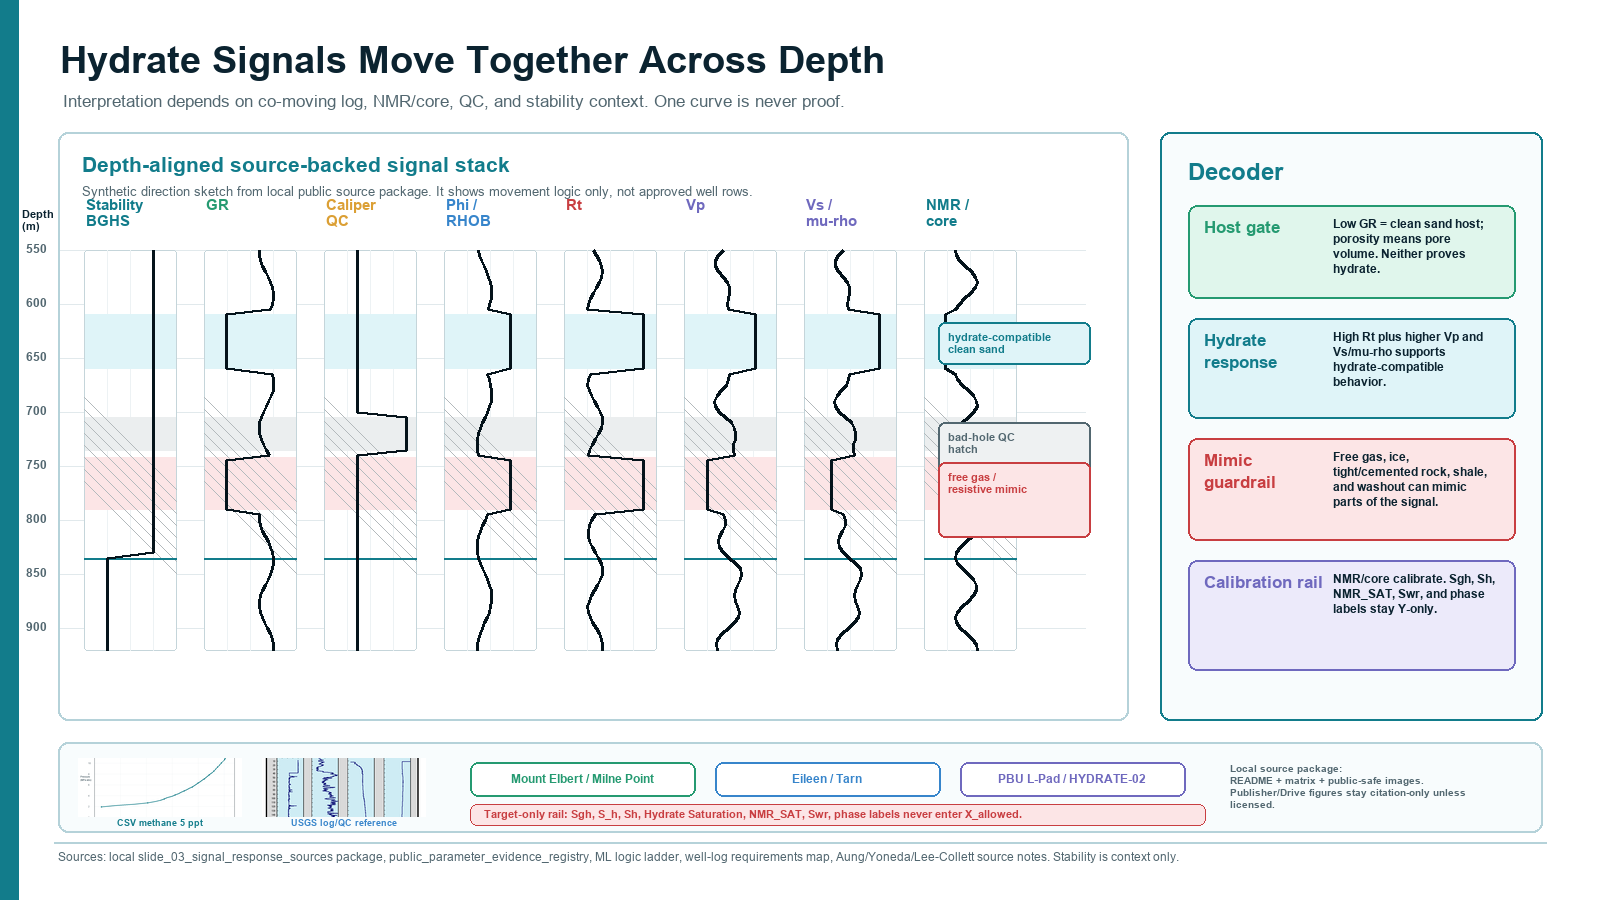 Hydrate Signals Move Together Across Depth
Interpretation depends on co-moving log, NMR/core, QC, and stability context. One curve is never proof.
Depth-aligned source-backed signal stack
Synthetic direction sketch from local public source package. It shows movement logic only, not approved well rows.
Depth
(m)
Stability
BGHS
GR
Caliper
QC
Phi /
RHOB
Rt
Vp
Vs /
mu-rho
NMR /
core
550
600
650
700
750
800
850
900
hydrate-compatible
clean sand
bad-hole QC
hatch
free gas /
resistive mimic
Decoder
Host gate
Low GR = clean sand host;
porosity means pore
volume. Neither proves
hydrate.
Hydrate
response
High Rt plus higher Vp and
Vs/mu-rho supports
hydrate-compatible
behavior.
Mimic
guardrail
Free gas, ice,
tight/cemented rock, shale,
and washout can mimic
parts of the signal.
Calibration rail
NMR/core calibrate. Sgh, Sh,
NMR_SAT, Swr, and phase
labels stay Y-only.
CSV methane 5 ppt
USGS log/QC reference
Mount Elbert / Milne Point
Eileen / Tarn
PBU L-Pad / HYDRATE-02
Target-only rail: Sgh, S_h, Sh, Hydrate Saturation, NMR_SAT, Swr, phase labels never enter X_allowed.
Local source package:
README + matrix + public-safe images.
Publisher/Drive figures stay citation-only unless
licensed.
Sources: local slide_03_signal_response_sources package, public_parameter_evidence_registry, ML logic ladder, well-log requirements map, Aung/Yoneda/Lee-Collett source notes. Stability is context only.